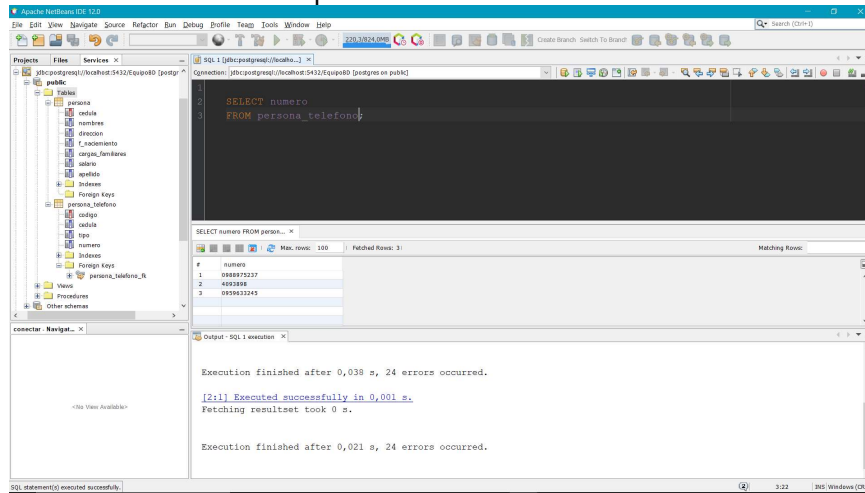 Apache NetBeans IDE 12.0
File Edit View Navigate Source Refactor Run Debug Profile Team Tools Window Help
Search (Ctrl+I)
220,3/824,0MB
Create Branch Switch To Branch
Projects Files Services
jdbc:postgresql://localhost:5432/EquipoBD [postgr
public
Tables
persona
cedula
nombres
direccion
f_naciemiento
cargas_familiares
salario
apellido
Indexes
Foreign Keys
persona_telefono
codigo
cedula
tipo
numero
Indexes
Foreign Keys
persona_telefono_fk
Views
Procedures
Other schemas
conectar - Navigat...
<No View Available>
SQL 1 [jdbc:postgresql://localho...]
Connection: jdbc:postgresql://localhost:5432/EquipoBD [postgres on public]
1
2 SELECT numero
3 FROM persona_telefono;
SELECT numero FROM person...
Max. rows: 100 Fetched Rows: 3
Matching Rows:
# numero
1 0988975237
2 4693898
3 0959633245
Output - SQL 1 execution
Execution finished after 0,038 s, 24 errors occurred.
[2:1] Executed successfully in 0,001 s.
Fetching resultset took 0 s.
Execution finished after 0,021 s, 24 errors occurred.
SQL statement(s) executed successfully.
3:22 INS Windows (CR